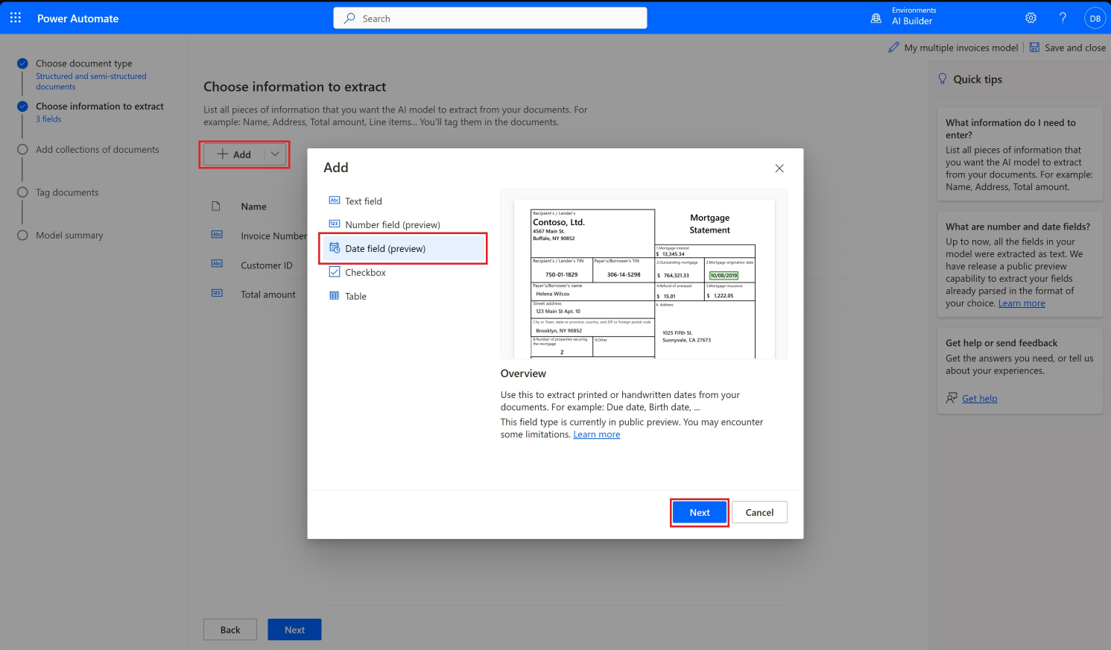 Power Automate
Search
Environments
AI Builder
?
DB
My multiple invoices model
Save and close
Choose document type
Structured and semi-structured
documents
Choose information to extract
3 fields
Add collections of documents
Tag documents
Model summary
Choose information to extract
List all pieces of information that you want the AI model to extract from your documents. For
example: Name, Address, Total amount, Line items... You'll tag them in the documents.
+ Add
Name
Abc Invoice Number
Abc Customer ID
123 Total amount
Add
Abc Text field
123 Number field (preview)
Date field (preview)
Checkbox
Table
Recipient's / Lender's
Contoso, Ltd.
4567 Main St.
Buffalo, NY 90852
Mortgage
Statement
1 Mortgage interest
$ 13,345.34
Recipient's / Lender's TIN
750-01-1829
Payer's/Borrower's TIN
306-14-5298
2 Outstanding mortgage
$ 764,321.33
3 Mortgage origination date
10/08/2019
Payer's/Borrower's name
Helena Wilcox
4 Refund of overpaid
$ 15.01
5 Mortgage insurance
$ 1,222.05
Street address
123 Main St Apt. 10
6 Address
City or Town, state or province, country, and ZIP or foreign postal code
Brooklyn, NY 90852
1025 Fifth St.
Sunnyvale, CA 27673
8 Number of properties securing
the mortgage
2
9 Other
Overview
Use this to extract printed or handwritten dates from your
documents. For example: Due date, Birth date, ...
This field type is currently in public preview. You may encounter
some limitations. Learn more
Next
Cancel
Back
Next
Quick tips
What information do I need to
enter?
List all pieces of information that
you want the AI model to extract
from your documents. For example:
Name, Address, Total amount.
What are number and date fields?
Up to now, all the fields in your
model were extracted as text. We
have release a public preview
capability to extract your fields
already parsed in the format of
your choice. Learn more
Get help or send feedback
Get the answers you need, or tell us
about your experiences.
Get help